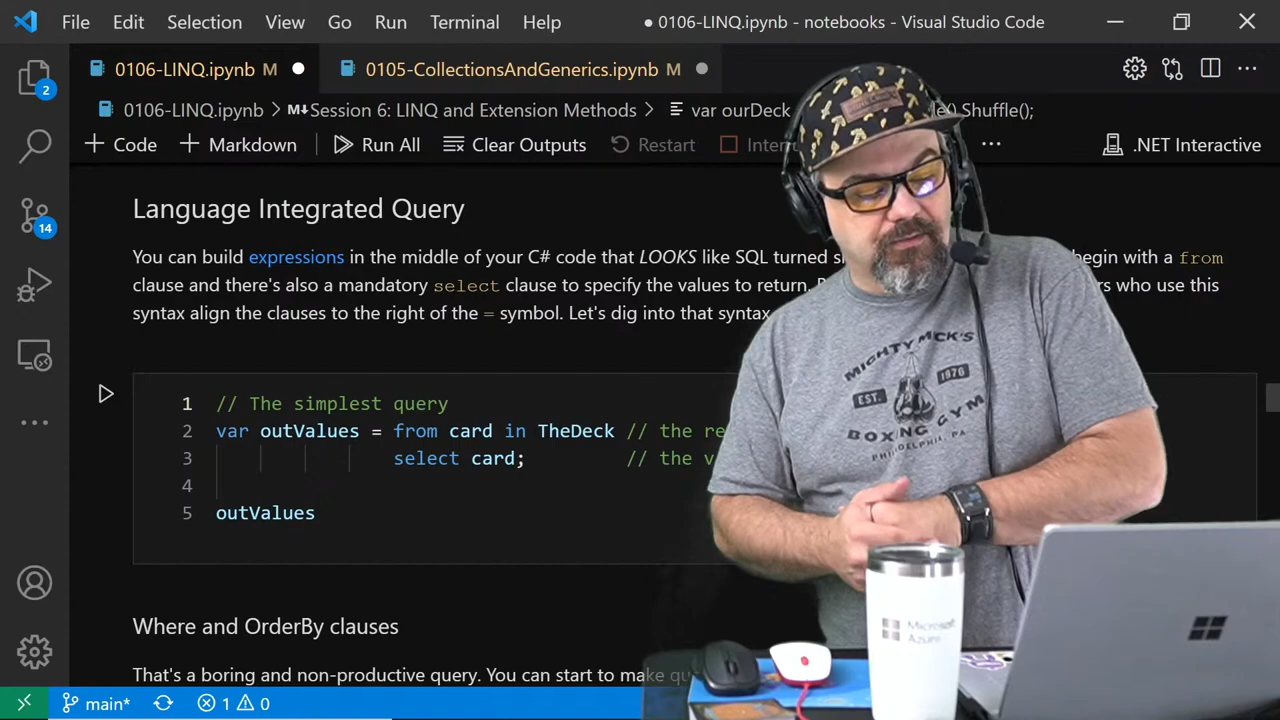 File Edit Selection View Go Run Terminal Help ● 0106-LINQ.ipynb - notebooks - Visual Studio Code
0106-LINQ.ipynb M ● 0105-CollectionsAndGenerics.ipynb M ●
0106-LINQ.ipynb > M↓Session 6: LINQ and Extension Methods > var ourDeck Shuffle();
+ Code + Markdown Run All Clear Outputs Restart ... .NET Interactive
2
14
Language Integrated Query
You can build expressions in the middle of your C# code that LOOKS like SQL turned begin with a from
clause and there's also a mandatory select clause to specify the values to return. who use this
syntax align the clauses to the right of the = symbol. Let's dig into that syntax
1 // The simplest query
2 var outValues = from card in TheDeck // the
3 select card; // the
4
5 outValues
Where and OrderBy clauses
That's a boring and non-productive query. You can start to make
main* 1 0
MIGHTY MICK'S
EST. 1976
BOXING GYM
PHILADELPHIA, PA.
Microsoft
Azure